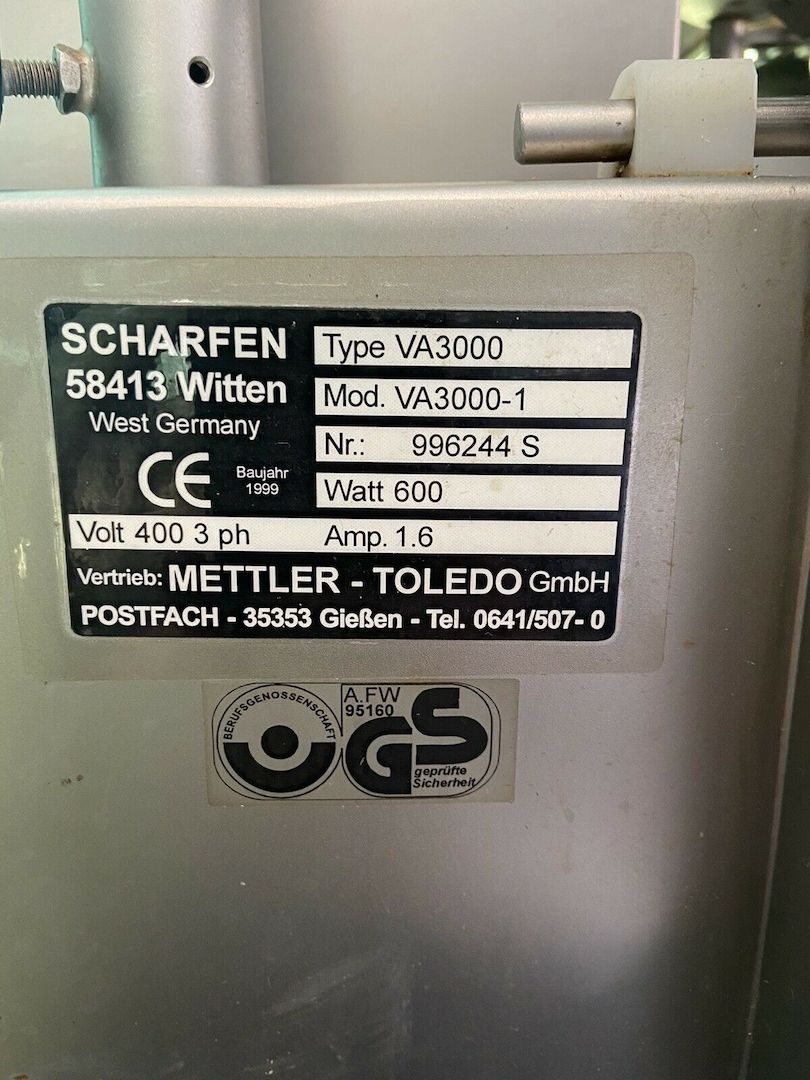 SCHARFEN
58413 Witten
West Germany
CE
Baujahr
1999
Type VA3000
Mod. VA3000-1
Nr.: 996244 S
Watt 600
Volt 400 3 ph Amp. 1.6
Vertrieb: METTLER - TOLEDO GmbH
POSTFACH - 35353 Gießen - Tel. 0641/507- 0
BERUFSGENOSSENSCHAFT
A.FW
95160
GS
geprüfte
Sicherheit